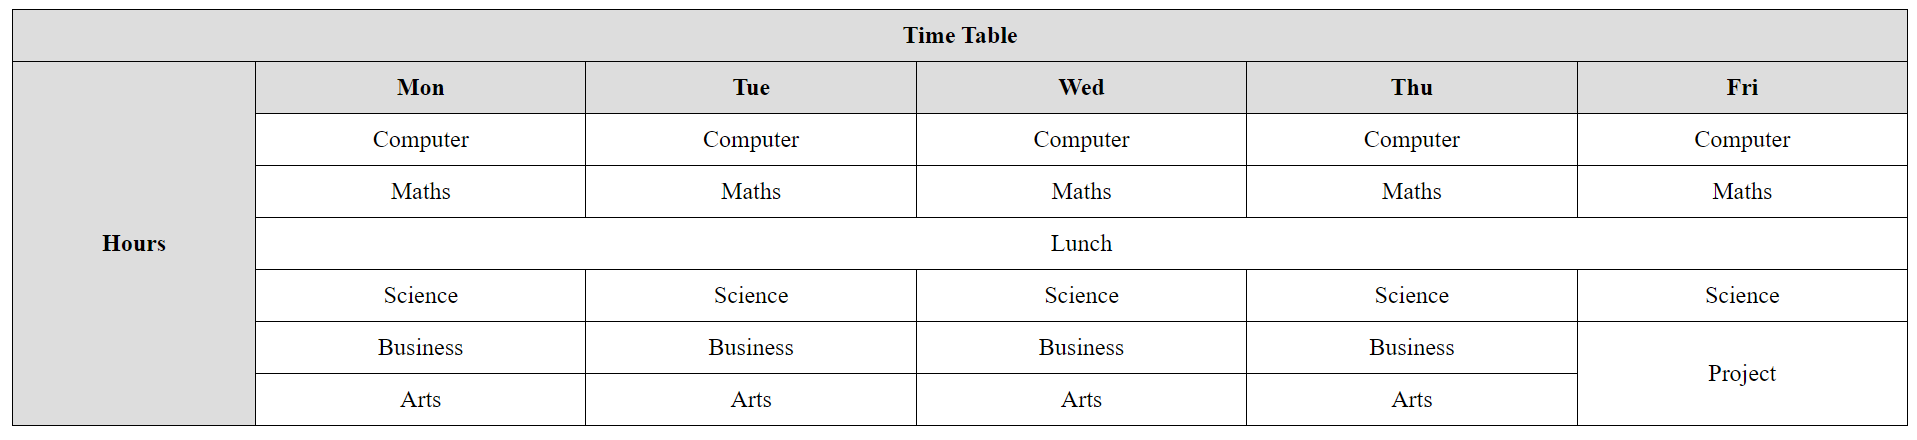 Time Table
Hours Mon Tue Wed Thu Fri
Computer Computer Computer Computer Computer
Maths Maths Maths Maths Maths
Lunch
Science Science Science Science Science
Business Business Business Business Project
Arts Arts Arts Arts